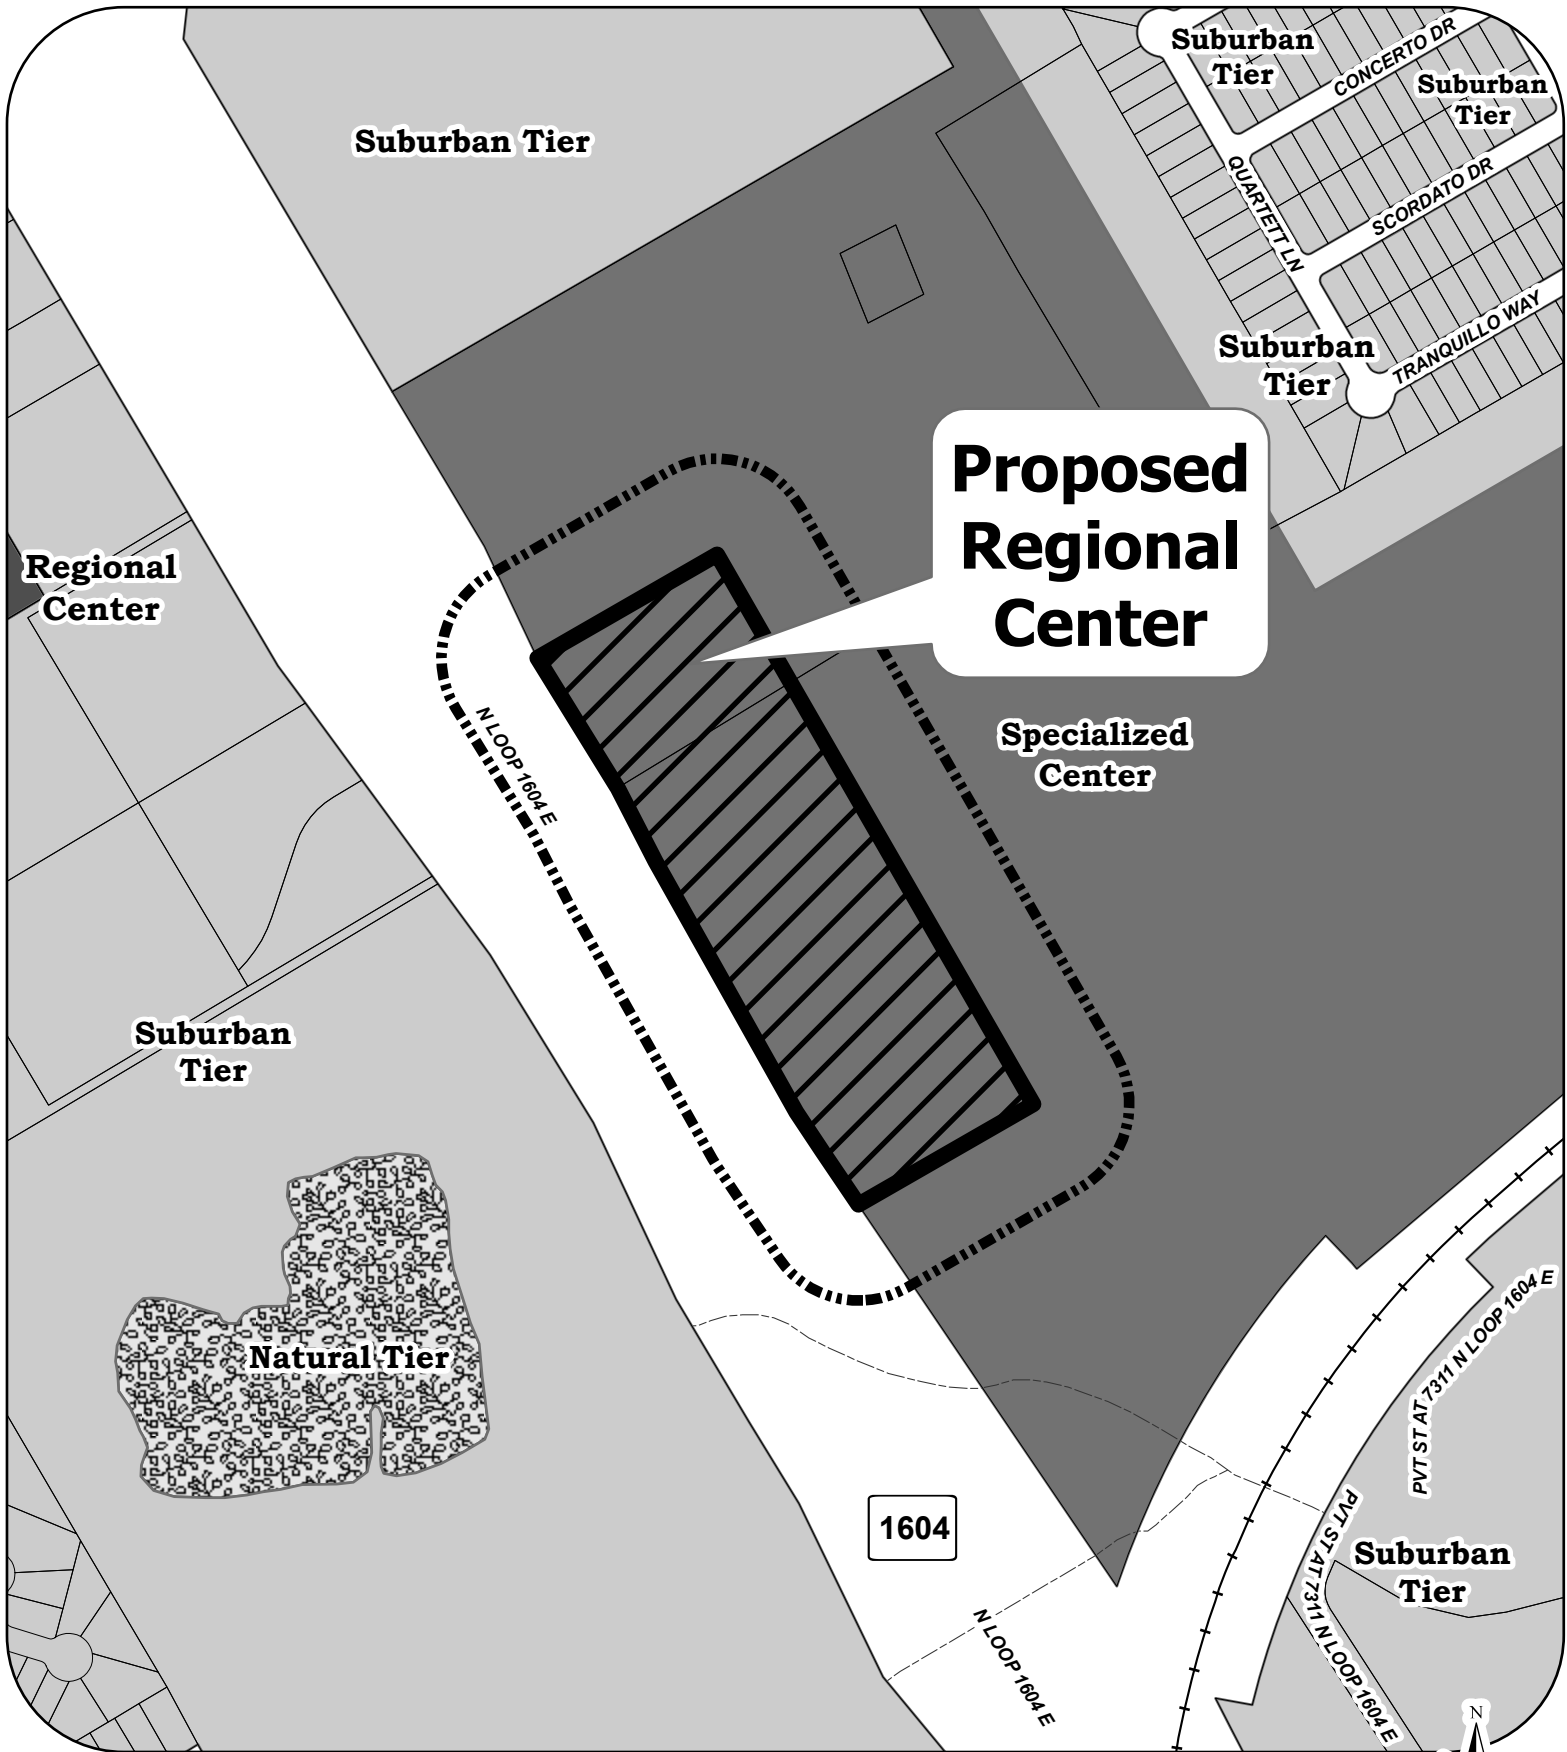 Suburban
Tier
CONCERTO DR
Suburban
Tier
Suburban Tier
QUARTETT LN
SCORDATO DR
TRANQUILLO WAY
Suburban
Tier
Proposed
Regional
Center
Regional
Center
N LOOP 1604 E
Specialized
Center
Suburban
Tier
Natural Tier
PVT ST AT 7311 N LOOP 1604 E
1604
PVT ST AT 7311 N LOOP 1604 E
Suburban
Tier
N LOOP 1604 E
N